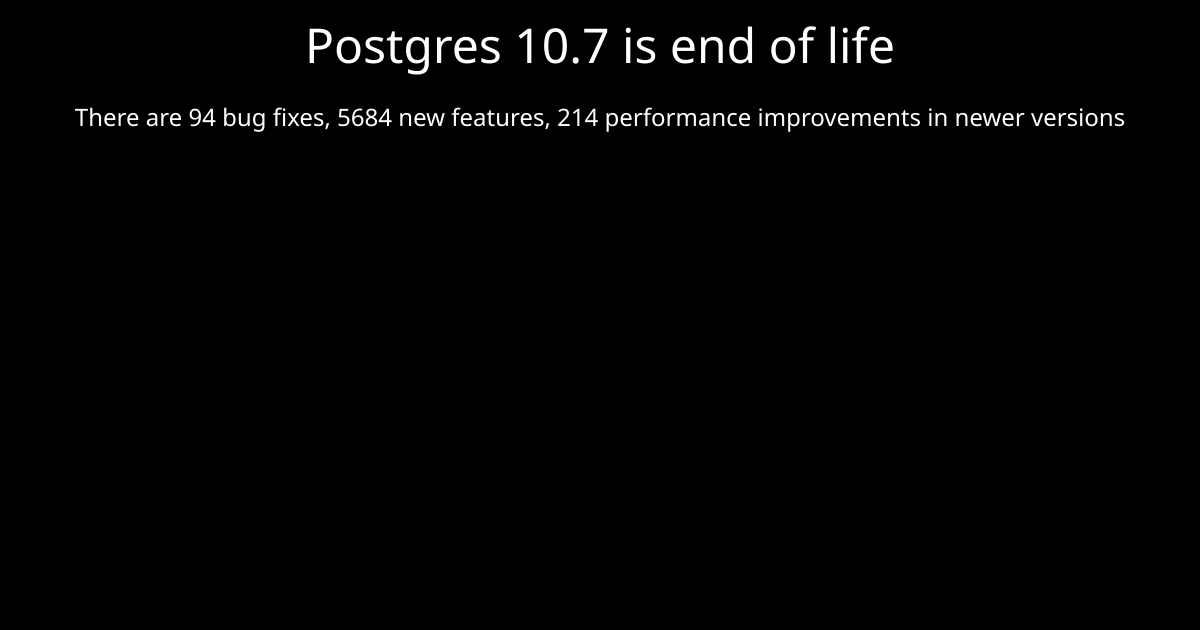 Postgres 10.7 is end of life
There are 94 bug fixes, 5684 new features, 214 performance improvements in newer versions